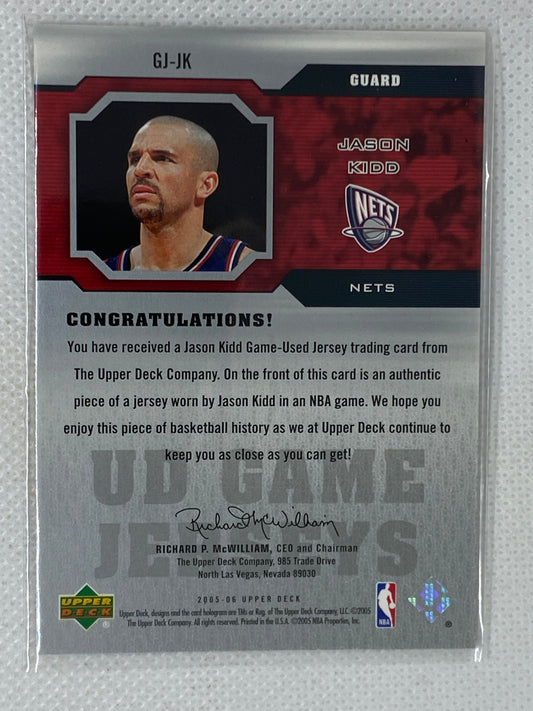 GJ-JK
GUARD
JASON
KIDD
NETS
NETS
CONGRATULATIONS!
You have received a Jason Kidd Game-Used Jersey trading card from
The Upper Deck Company. On the front of this card is an authentic
piece of a jersey worn by Jason Kidd in an NBA game. We hope you
enjoy this piece of basketball history as we at Upper Deck continue to
keep you as close as you can get!
UD GAME
JERSEYS
Richard P. McWilliam
RICHARD P. McWILLIAM, CEO and Chairman
The Upper Deck Company, 985 Trade Drive
North Las Vegas, Nevada 89030
2005-06 UPPER DECK
UPPER
DECK
Upper Deck, designs and the card hologram are TMs or Reg. of The Upper Deck Company, LLC. ©2005
The Upper Deck Company. All rights reserved. Printed in the U.S.A. ©2005 NBA Properties, Inc.
NBA
®